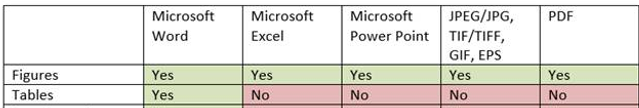 Microsoft Word	Microsoft Excel	Microsoft Power Point	JPEG/JPG, TIF/TIFF, GIF, EPS	PDF
Figures	Yes	Yes	Yes	Yes	Yes
Tables	Yes	No	No	No	No